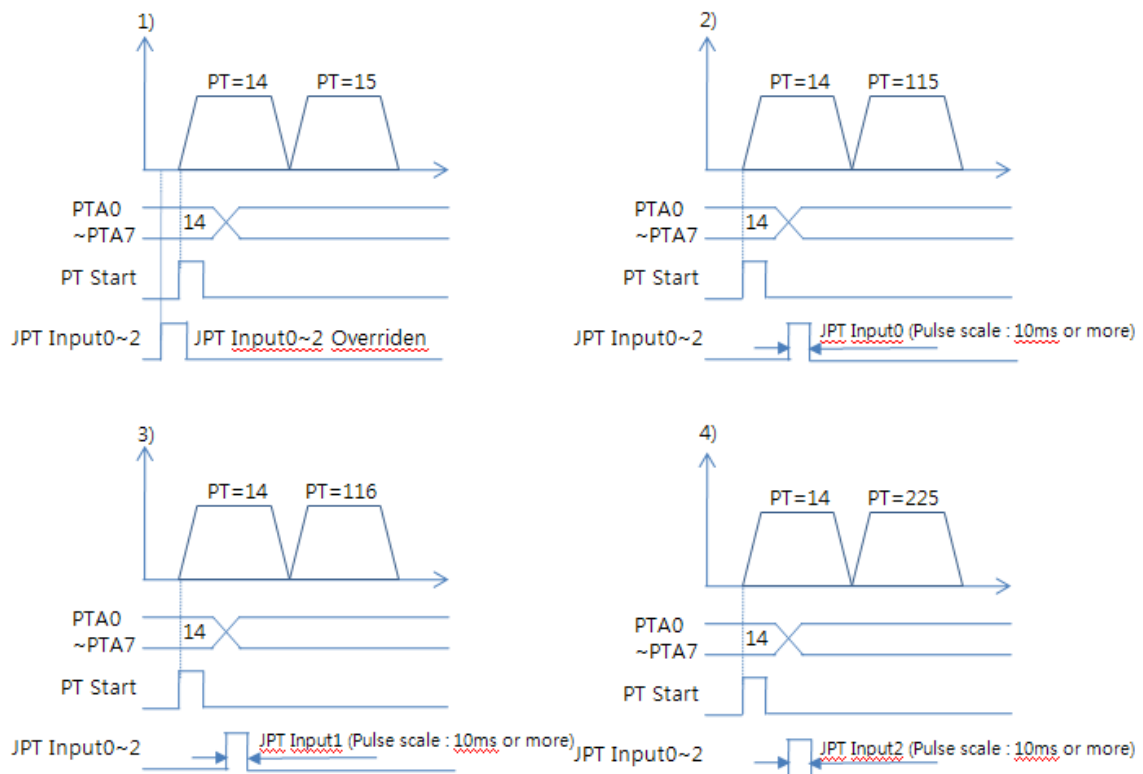 1)
PT=14
PT=15
PTA0
~PTA7
14
PT Start
JPT Input0~2
JPT Input0~2 Overriden
2)
PT=14
PT=115
PTA0
~PTA7
14
PT Start
JPT Input0~2
JPT Input0 (Pulse scale : 10ms or more)
3)
PT=14
PT=116
PTA0
~PTA7
14
PT Start
JPT Input0~2
JPT Input1 (Pulse scale : 10ms or more)
4)
PT=14
PT=225
PTA0
~PTA7
14
PT Start
JPT Input0~2
JPT Input2 (Pulse scale : 10ms or more)